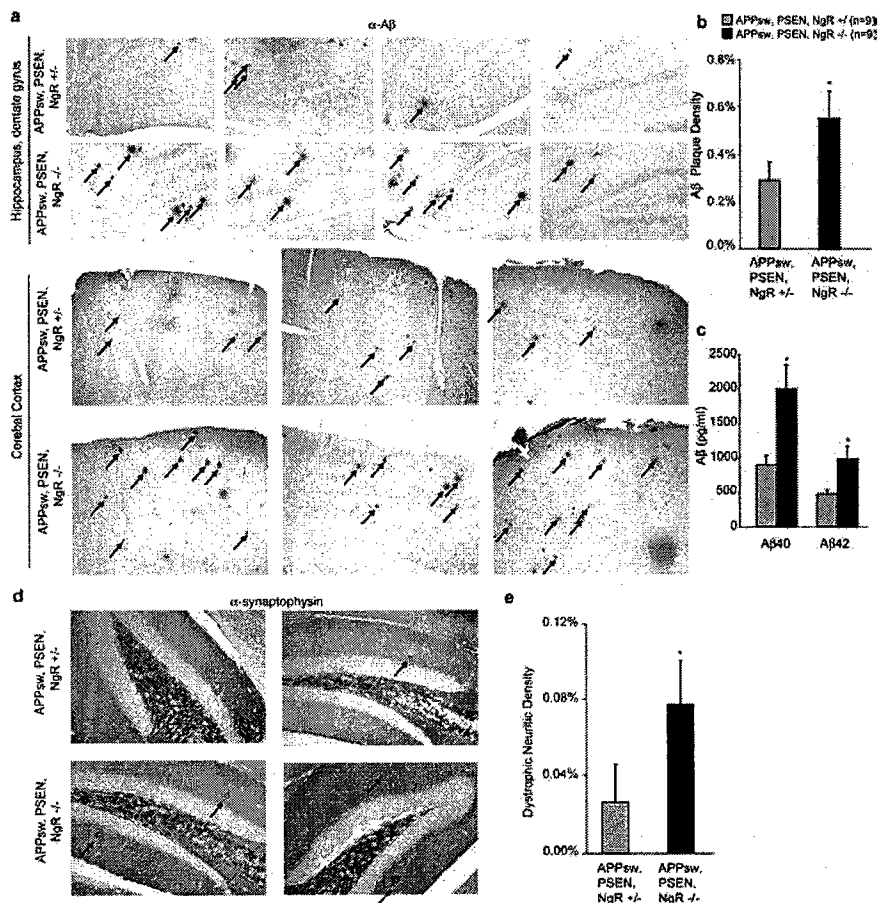 a
α-Aβ
Hippocampus, dentate gyrus
APPsw, PSEN,
NgR +/-
APPsw, PSEN,
NgR -/-
Cerebal Cortex
APPsw, PSEN,
NgR +/-
APPsw, PSEN,
NgR -/-
b
APPsw, PSEN, NgR +/- (n=9)
APPsw, PSEN, NgR -/- (n=9)
0.8%
*
0.6%
0.4%
0.2%
0.0%
Aβ Plaque Density
APPsw,
PSEN,
NgR +/-
APPsw,
PSEN,
NgR -/-
c
2500
2000
1500
1000
500
0
Aβ (pg/ml)
*
*
Aβ40
Aβ42
d
α-synaptophysin
APPsw, PSEN,
NgR +/-
APPsw, PSEN,
NgR -/-
e
0.12%
*
0.08%
0.04%
0.00%
Dystrophic Neuritic Density
APPsw,
PSEN,
NgR +/-
APPsw,
PSEN,
NgR -/-